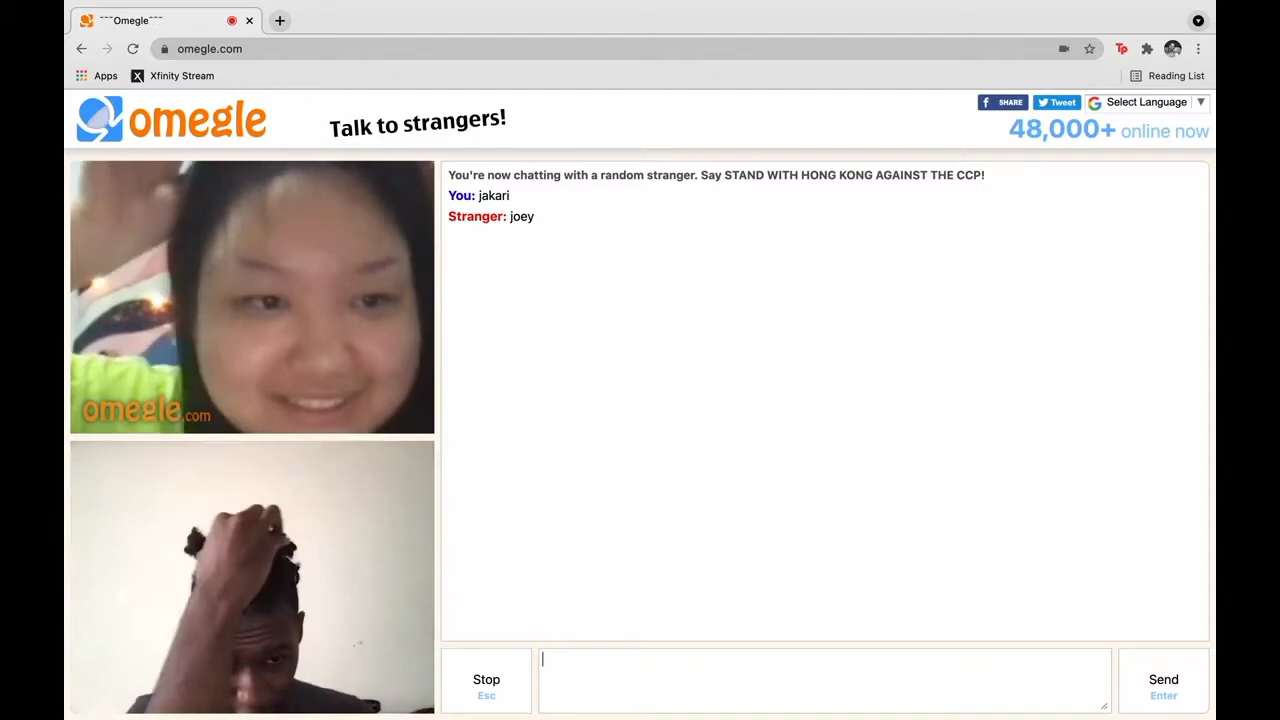 ---Omegle---
omegle.com
Apps
Xfinity Stream
Reading List
omegle
Talk to strangers!
SHARE
Tweet
Select Language
48,000+ online now
omegle.com
You're now chatting with a random stranger. Say STAND WITH HONG KONG AGAINST THE CCP!
You: jakari
Stranger: joey
Stop
Esc
Send
Enter